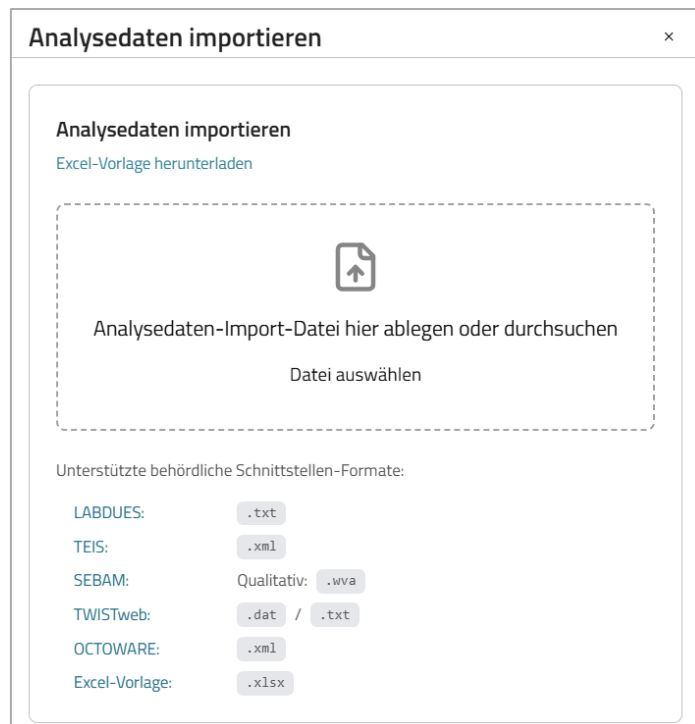 Analysedaten importieren ×
Analysedaten importieren
Excel-Vorlage herunterladen
Analysedaten-Import-Datei hier ablegen oder durchsuchen
Datei auswählen
Unterstützte behördliche Schnittstellen-Formate:
LABDUES: .txt
TEIS: .xml
SEBAM: Qualitativ: .wva
TWISTweb: .dat / .txt
OCTOWARE: .xml
Excel-Vorlage: .xlsx